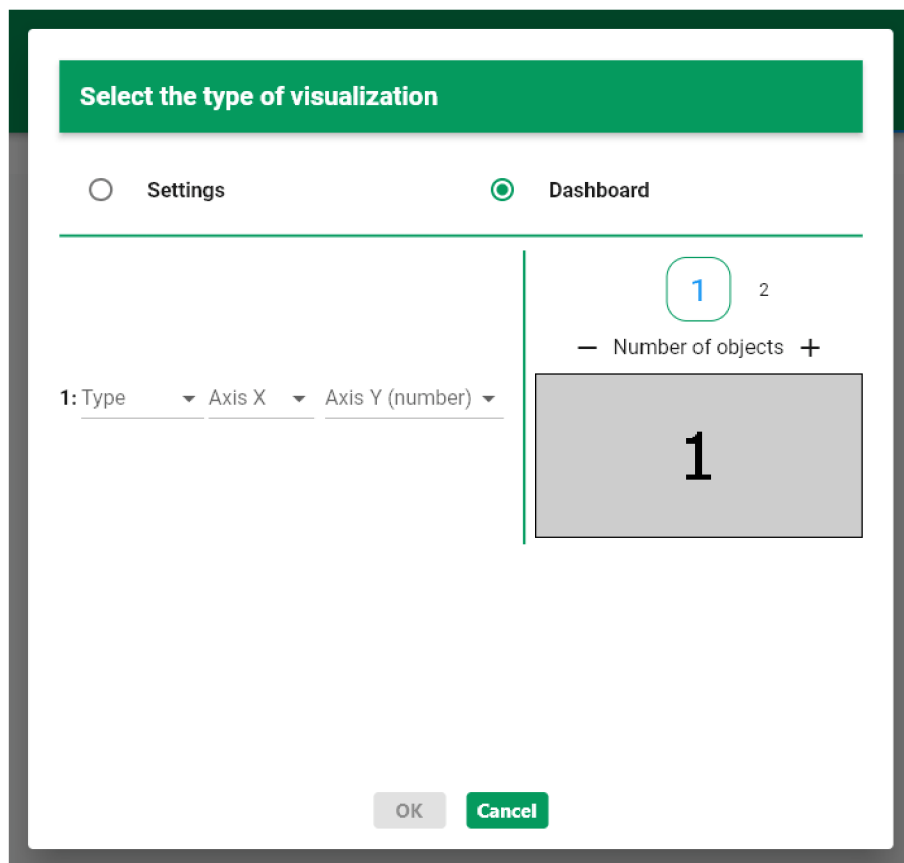 Select the type of visualization
Settings Dashboard
1 2
− Number of objects +
1: Type Axis X Axis Y (number)
1
OK Cancel